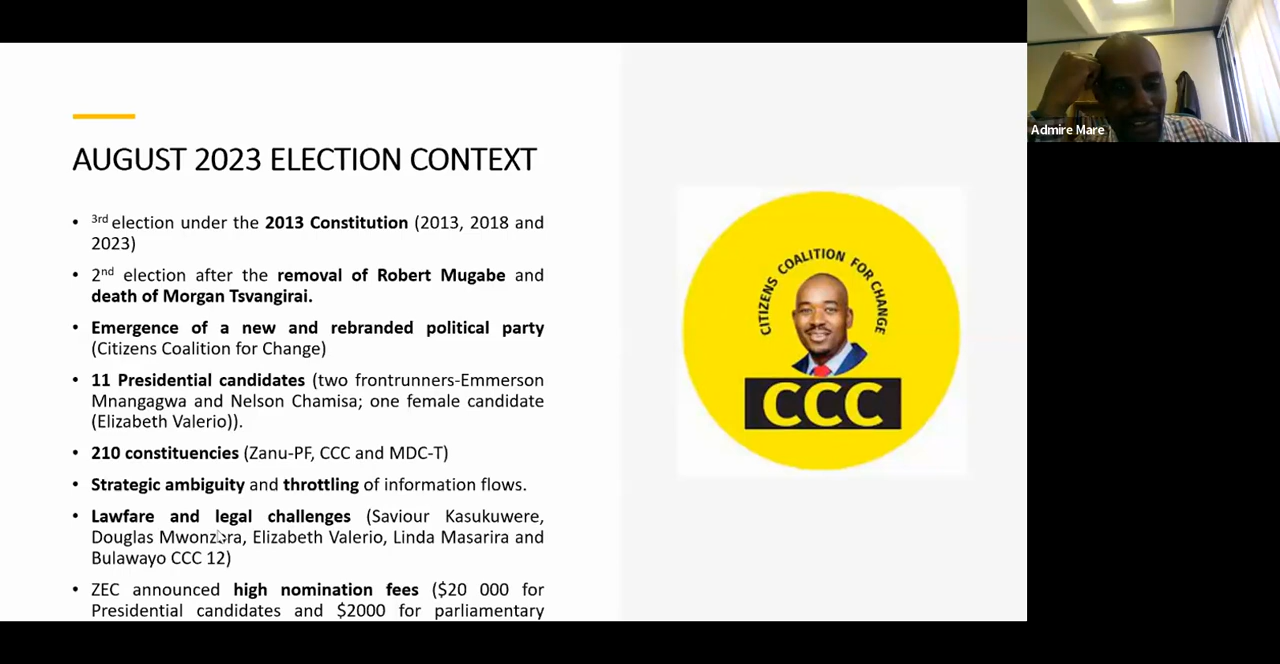 AUGUST 2023 ELECTION CONTEXT
• 3rd election under the 2013 Constitution (2013, 2018 and
2023)
• 2nd election after the removal of Robert Mugabe and
death of Morgan Tsvangirai.
• Emergence of a new and rebranded political party
(Citizens Coalition for Change)
• 11 Presidential candidates (two frontrunners-Emmerson
Mnangagwa and Nelson Chamisa; one female candidate
(Elizabeth Valerio)).
• 210 constituencies (Zanu-PF, CCC and MDC-T)
• Strategic ambiguity and throttling of information flows.
• Lawfare and legal challenges (Saviour Kasukuwere,
Douglas Mwonzora, Elizabeth Valerio, Linda Masarira and
Bulawayo CCC 12)
• ZEC announced high nomination fees ($20 000 for
Presidential candidates and $2000 for parliamentary
CITIZENS COALITION FOR CHANGE
CCC
Admire Mare